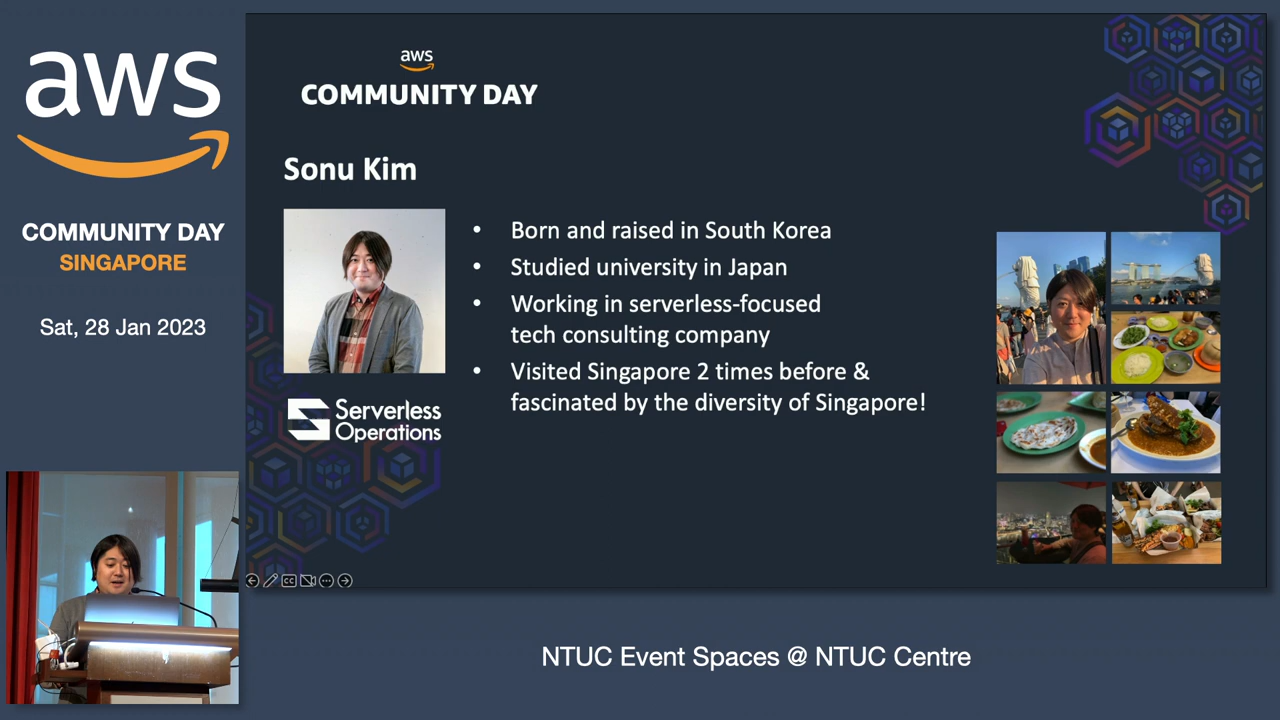 aws
COMMUNITY DAY
SINGAPORE
Sat, 28 Jan 2023
aws
COMMUNITY DAY
Sonu Kim
• Born and raised in South Korea
• Studied university in Japan
• Working in serverless-focused
tech consulting company
• Visited Singapore 2 times before &
fascinated by the diversity of Singapore!
Serverless
Operations
CC
NTUC Event Spaces @ NTUC Centre